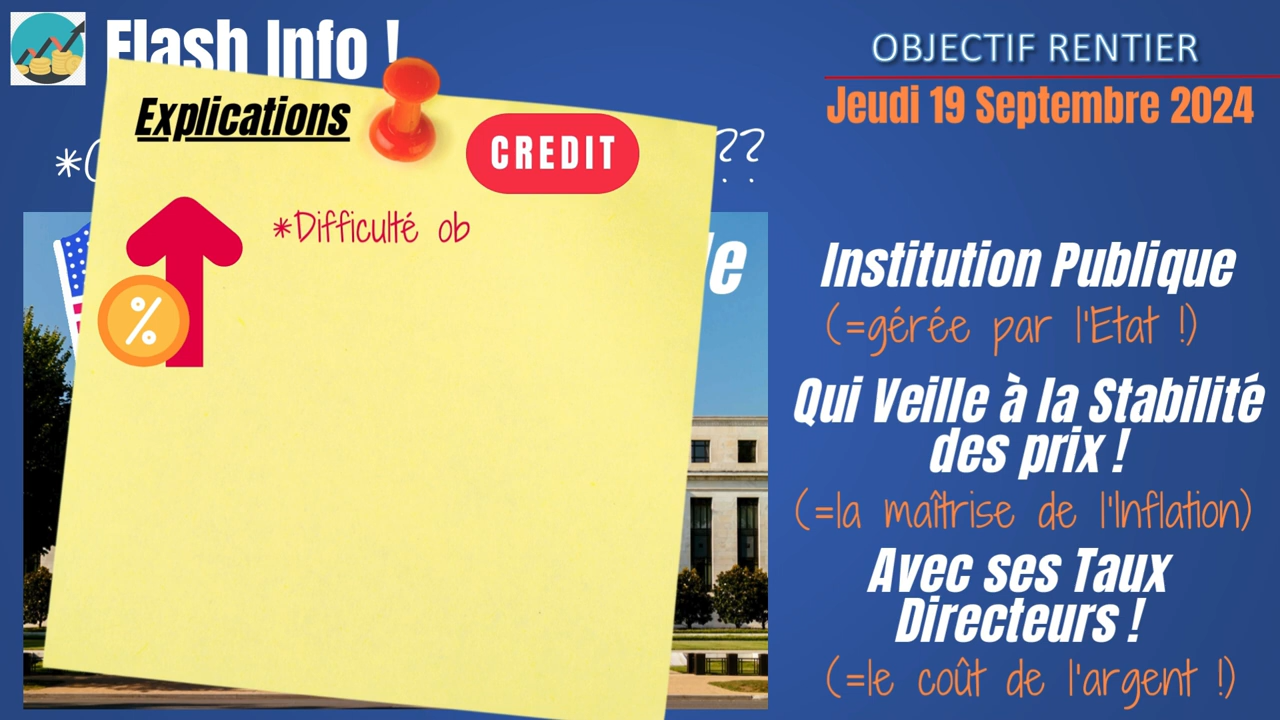 Flash Info !
OBJECTIF RENTIER
Jeudi 19 Septembre 2024
Explications
CREDIT
??
*Difficulté ob
%
Institution Publique
(=gérée par l'Etat !)
Qui Veille à la Stabilité
des prix !
(=la maîtrise de l'Inflation)
Avec ses Taux
Directeurs !
(=le coût de l'argent !)